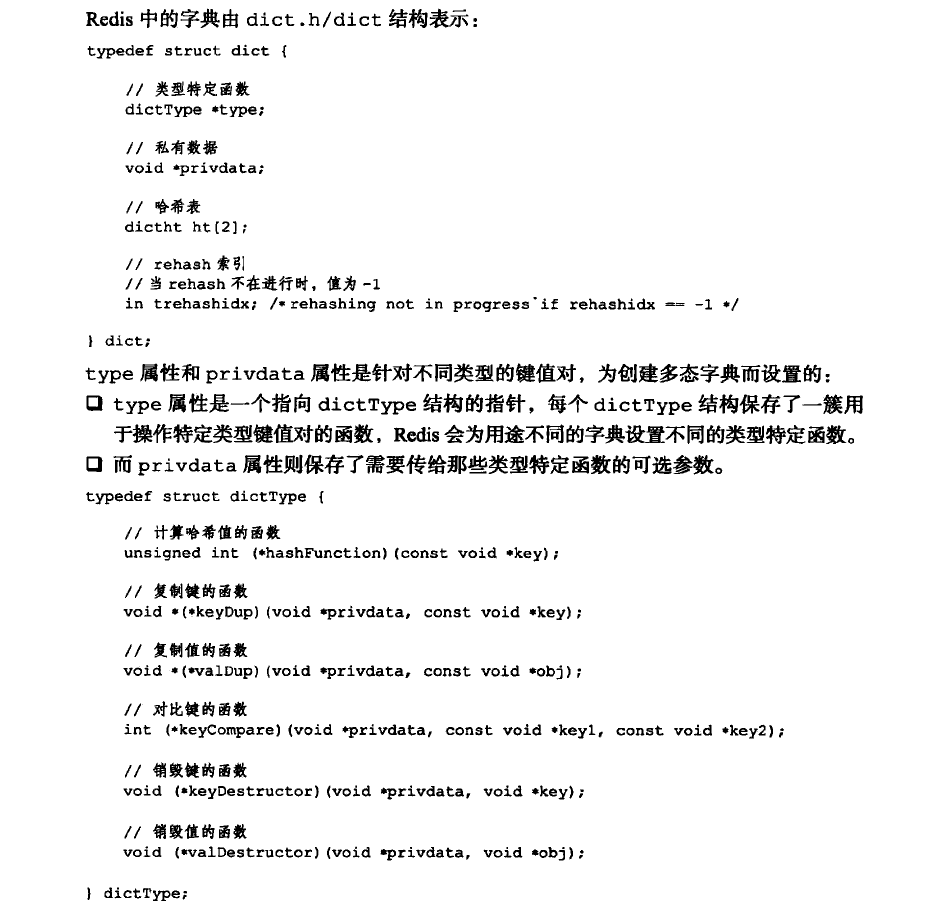 Redis 中的字典由 dict.h/dict 结构表示：
typedef struct dict {
// 类型特定函数
dictType *type;
// 私有数据
void *privdata;
// 哈希表
dictht ht[2];
// rehash 索引
// 当 rehash 不在进行时，值为 -1
in trehashidx; /* rehashing not in progress if rehashidx == -1 */
} dict;
type 属性和 privdata 属性是针对不同类型的键值对，为创建多态字典而设置的：
❑ type 属性是一个指向 dictType 结构的指针，每个 dictType 结构保存了一簇用
于操作特定类型键值对的函数，Redis 会为用途不同的字典设置不同的类型特定函数。
❑ 而 privdata 属性则保存了需要传给那些类型特定函数的可选参数。
typedef struct dictType {
// 计算哈希值的函数
unsigned int (*hashFunction)(const void *key);
// 复制键的函数
void *(*keyDup)(void *privdata, const void *key);
// 复制值的函数
void *(*valDup)(void *privdata, const void *obj);
// 对比键的函数
int (*keyCompare)(void *privdata, const void *key1, const void *key2);
// 销毁键的函数
void (*keyDestructor)(void *privdata, void *key);
// 销毁值的函数
void (*valDestructor)(void *privdata, void *obj);
} dictType;